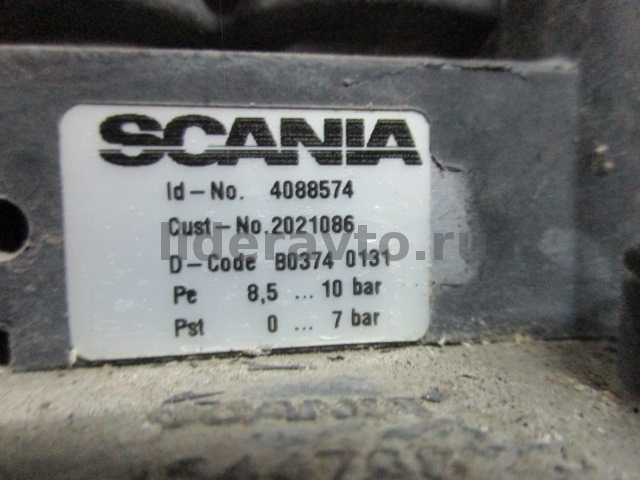 SCANIA
Id-No. 4088574
Cust-No.2021086
lideravto.ru
D-Code B0374 0131
Pe 8,5 ... 10 bar
Pst 0 ... 7 bar